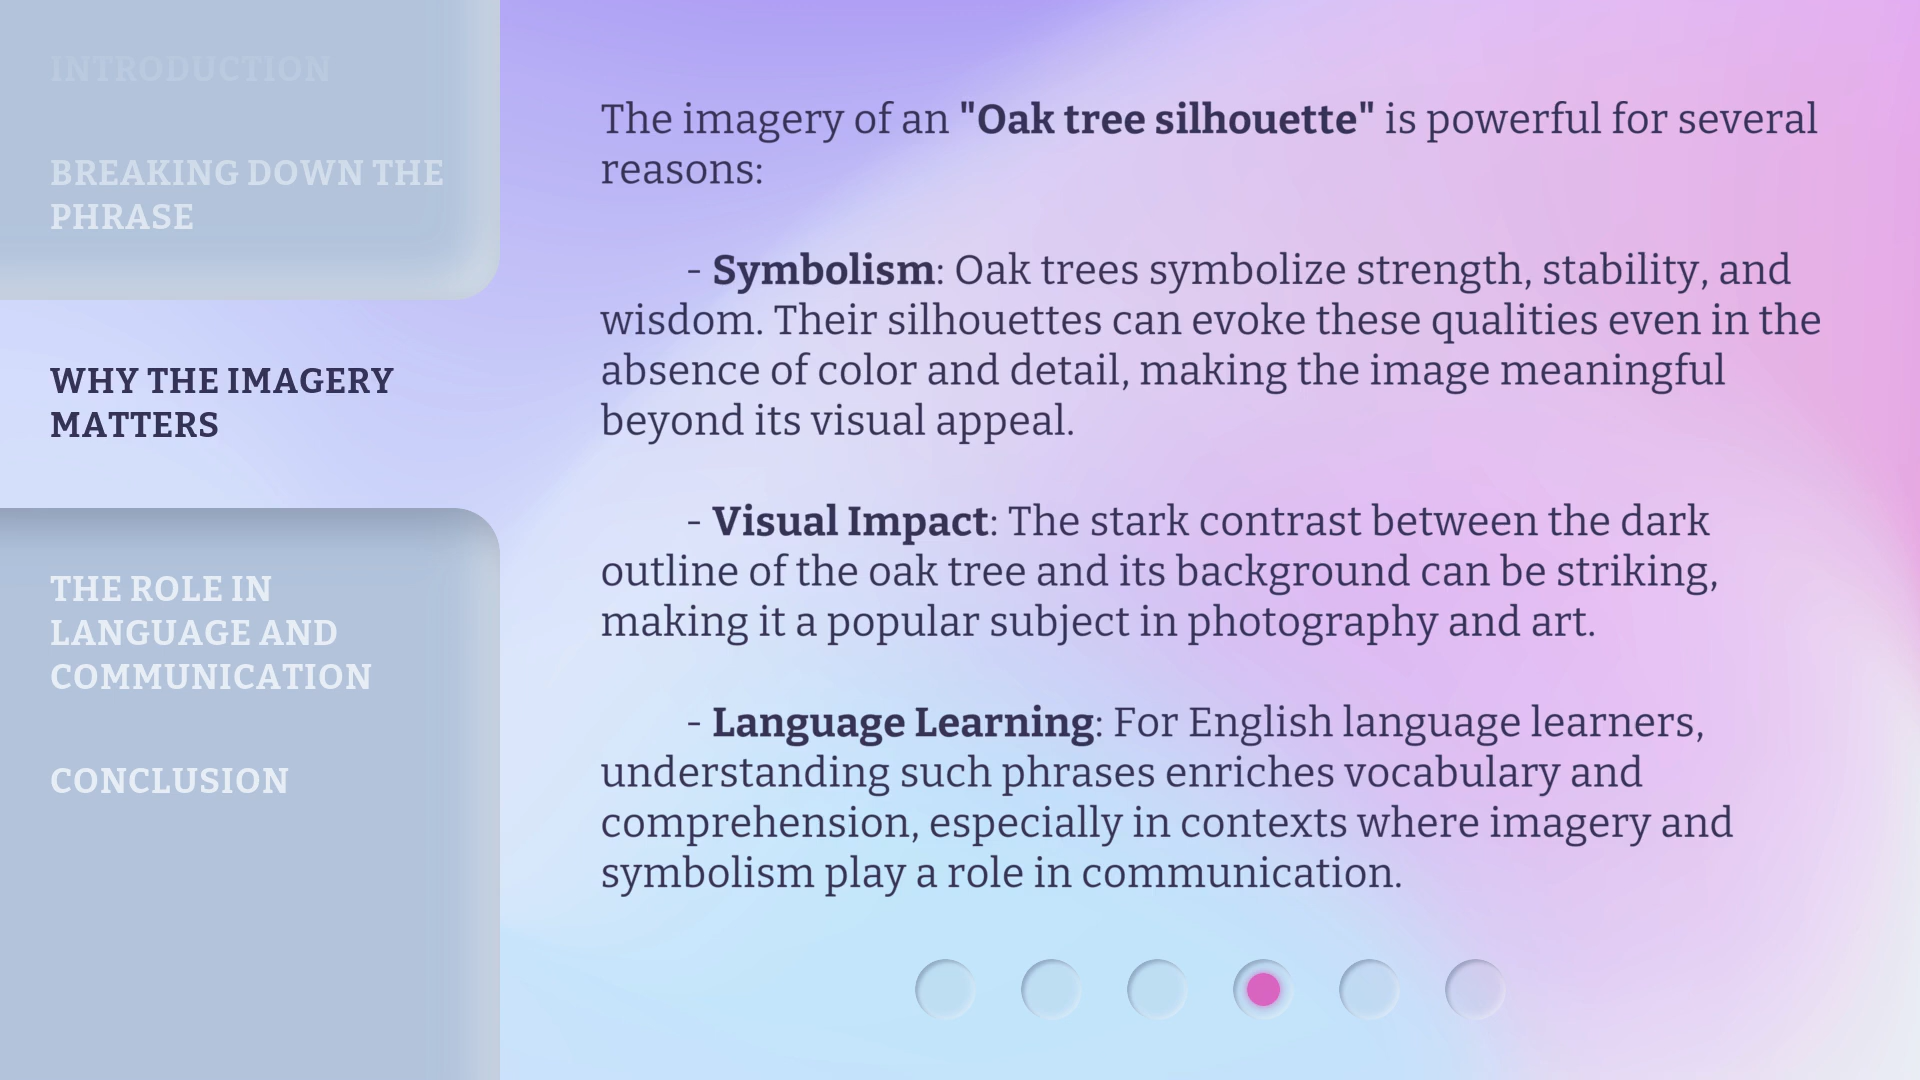 INTRODUCTION
BREAKING DOWN THE
PHRASE
WHY THE IMAGERY
MATTERS
THE ROLE IN
LANGUAGE AND
COMMUNICATION
CONCLUSION
The imagery of an "Oak tree silhouette" is powerful for several
reasons:
- Symbolism: Oak trees symbolize strength, stability, and
wisdom. Their silhouettes can evoke these qualities even in the
absence of color and detail, making the image meaningful
beyond its visual appeal.
- Visual Impact: The stark contrast between the dark
outline of the oak tree and its background can be striking,
making it a popular subject in photography and art.
- Language Learning: For English language learners,
understanding such phrases enriches vocabulary and
comprehension, especially in contexts where imagery and
symbolism play a role in communication.